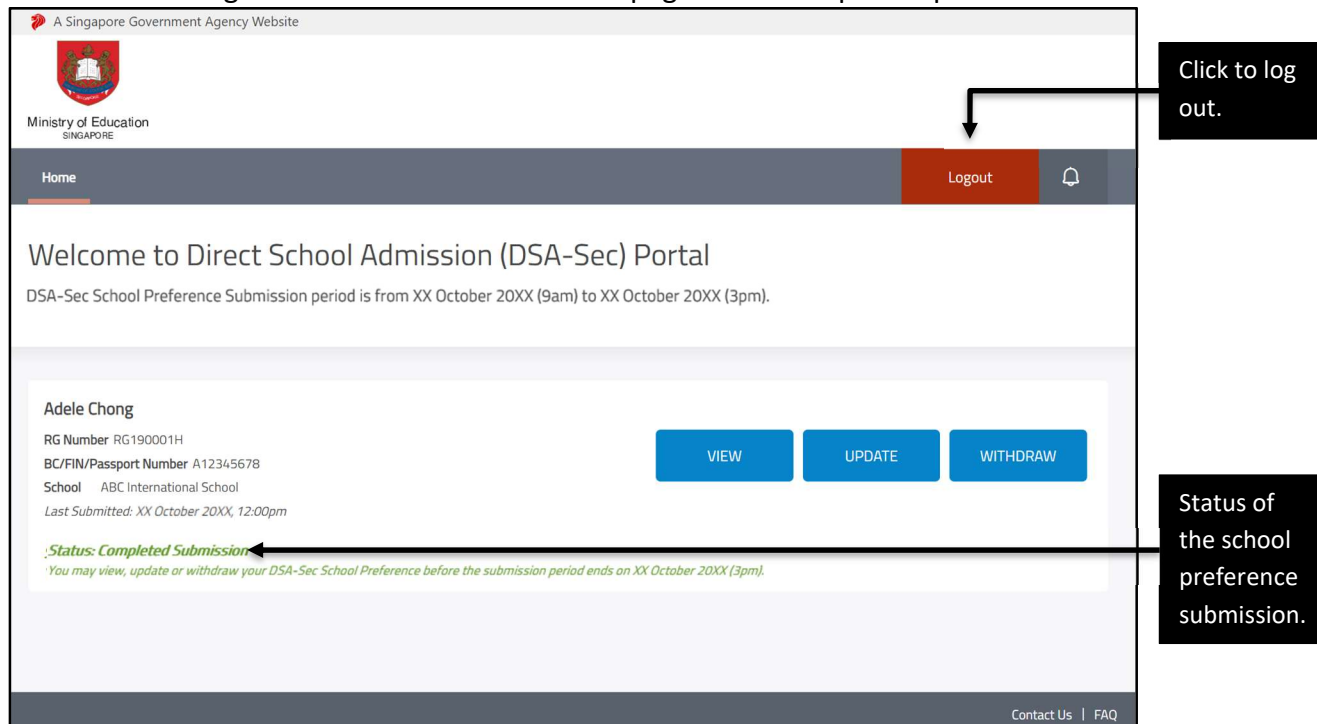 A Singapore Government Agency Website
Ministry of Education
SINGAPORE
Click to log
out.
Home
Logout
Welcome to Direct School Admission (DSA-Sec) Portal
DSA-Sec School Preference Submission period is from XX October 20XX (9am) to XX October 20XX (3pm).
Adele Chong
RG Number RG190001H
BC/FIN/Passport Number A12345678
School ABC International School
Last Submitted: XX October 20XX, 12:00pm
VIEW
UPDATE
WITHDRAW
Status: Completed Submission
You may view, update or withdraw your DSA-Sec School Preference before the submission period ends on XX October 20XX (3pm).
Status of
the school
preference
submission.
Contact Us | FAQ